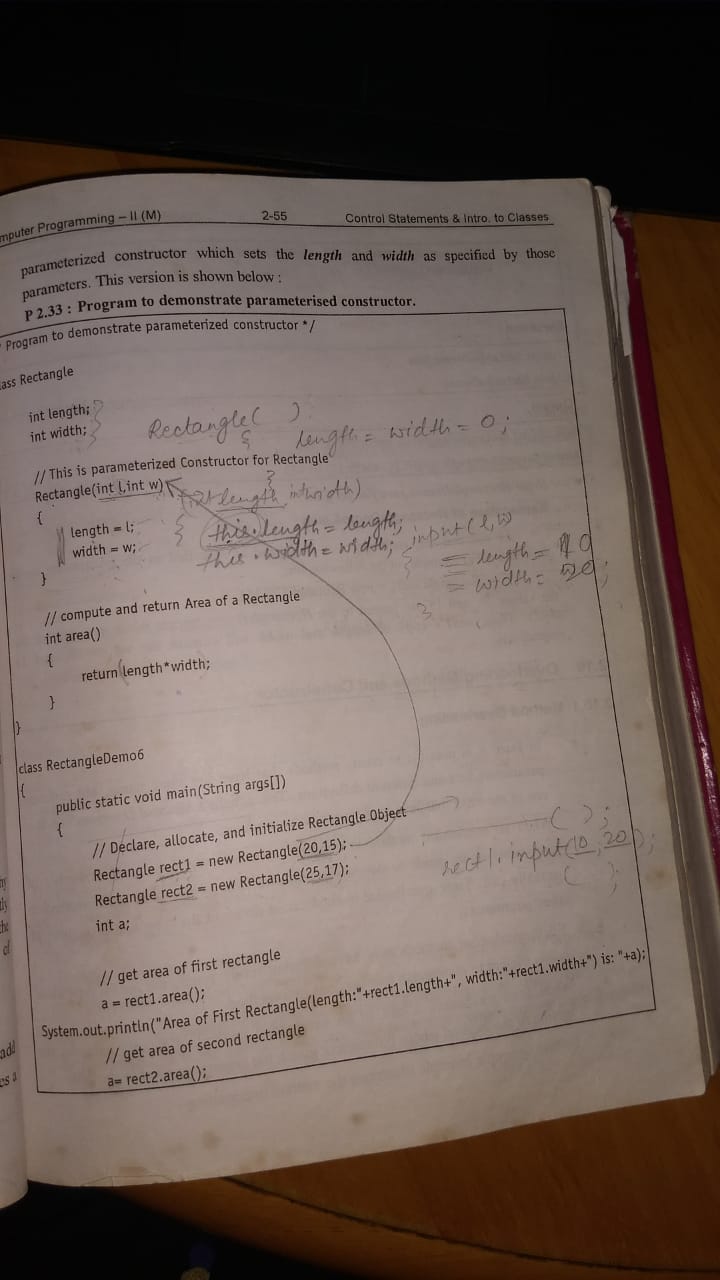 mputer Programming – II (M) 2-55 Control Statements & Intro. to Classes
parameterized constructor which sets the length and width as specified by those
parameters. This version is shown below :
P 2.33 : Program to demonstrate parameterised constructor.
Program to demonstrate parameterized constructor */
ass Rectangle
int length;
int width;
Rectangle( )
{ length = width = 0;
}
// This is parameterized Constructor for Rectangle
Rectangle(int l,int w)
(int length, int width)
{
length = l;
width = w;
}
{ this.length = length;
this.width = width;
input(l,w)
{ = length = 10
= width = 20;
}
// compute and return Area of a Rectangle
int area()
{
return length*width;
}
}
class RectangleDemo6
{
public static void main(String args[])
{
// Declare, allocate, and initialize Rectangle Object
Rectangle rect1 = new Rectangle(20,15);
Rectangle rect2 = new Rectangle(25,17);
( );
rect1.input(10,20);
( );
int a;
// get area of first rectangle
a = rect1.area();
System.out.println("Area of First Rectangle(length:"+rect1.length+", width:"+rect1.width+") is: "+a);
// get area of second rectangle
a= rect2.area();